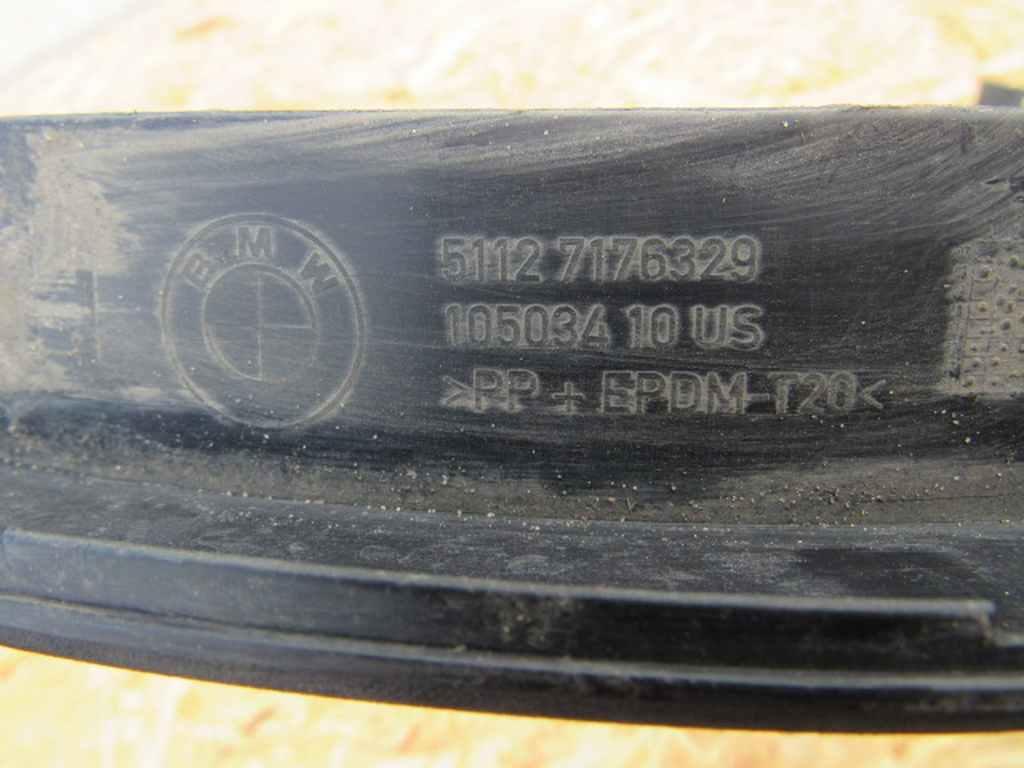 BMW
5112 7176329
105034 10 US
>PP + EPDM-T20<